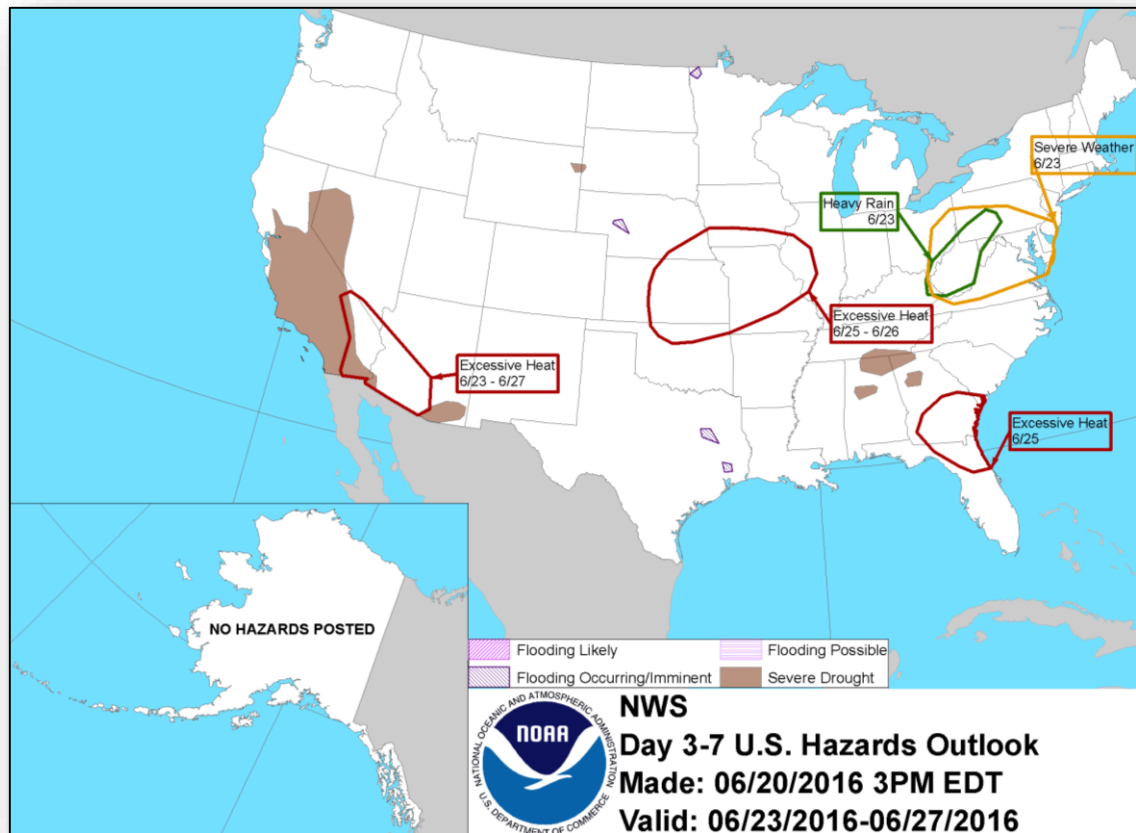 Severe Weather
6/23
Heavy Rain
6/23
Excessive Heat
6/25 - 6/26
Excessive Heat
6/23 - 6/27
Excessive Heat
6/25
NO HAZARDS POSTED
Flooding Likely
Flooding Possible
Flooding Occurring/Imminent
Severe Drought
NATIONAL OCEANIC AND ATMOSPHERIC ADMINISTRATION
NOAA
U.S. DEPARTMENT OF COMMERCE
NWS
Day 3-7 U.S. Hazards Outlook
Made: 06/20/2016 3PM EDT
Valid: 06/23/2016-06/27/2016